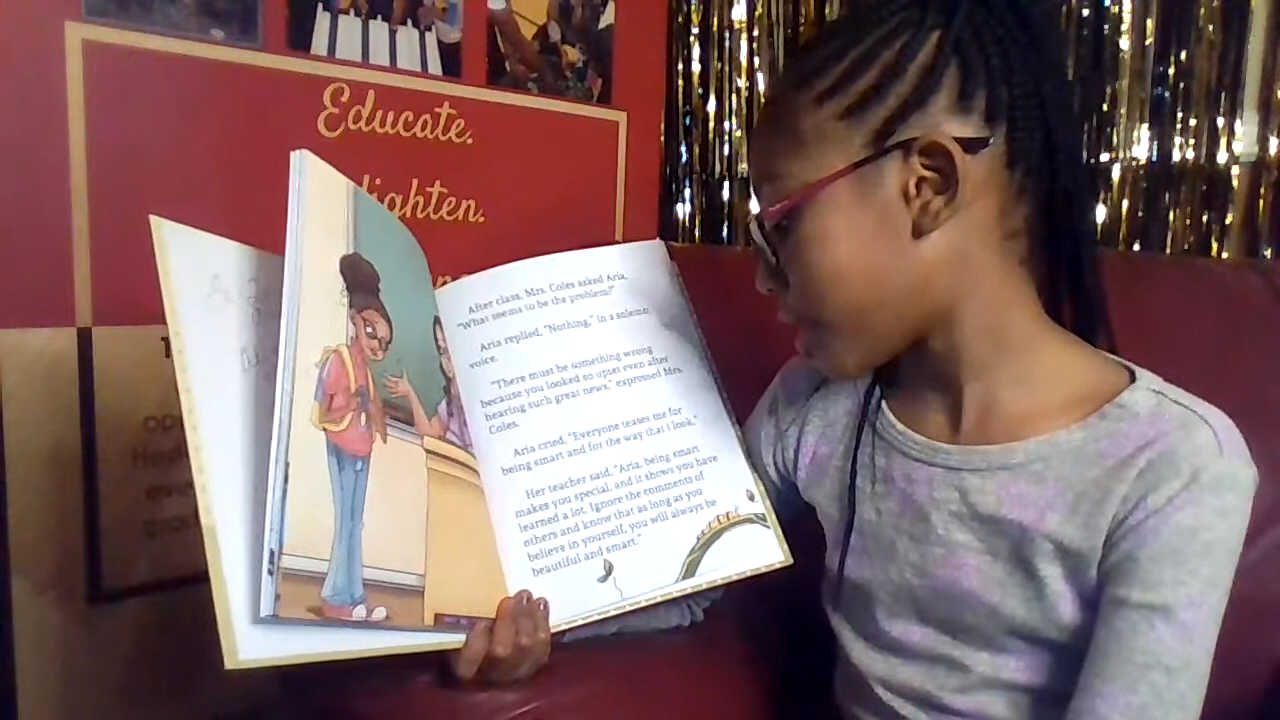 Educate.
ighten.
After class, Mrs. Coles asked Aria,
"What seems to be the problem?"
Aria replied, "Nothing," in a solemn
voice.
"There must be something wrong
because you looked so upset even after
hearing such great news," expressed Mrs.
Coles.
Aria cried, "Everyone teases me for
being smart and for the way that i look."
Her teacher said, "Aria, being smart
makes you special, and it shows you have
learned a lot. Ignore the comments of
others and know that as long as you
believe in yourself, you will always be
beautiful and smart."